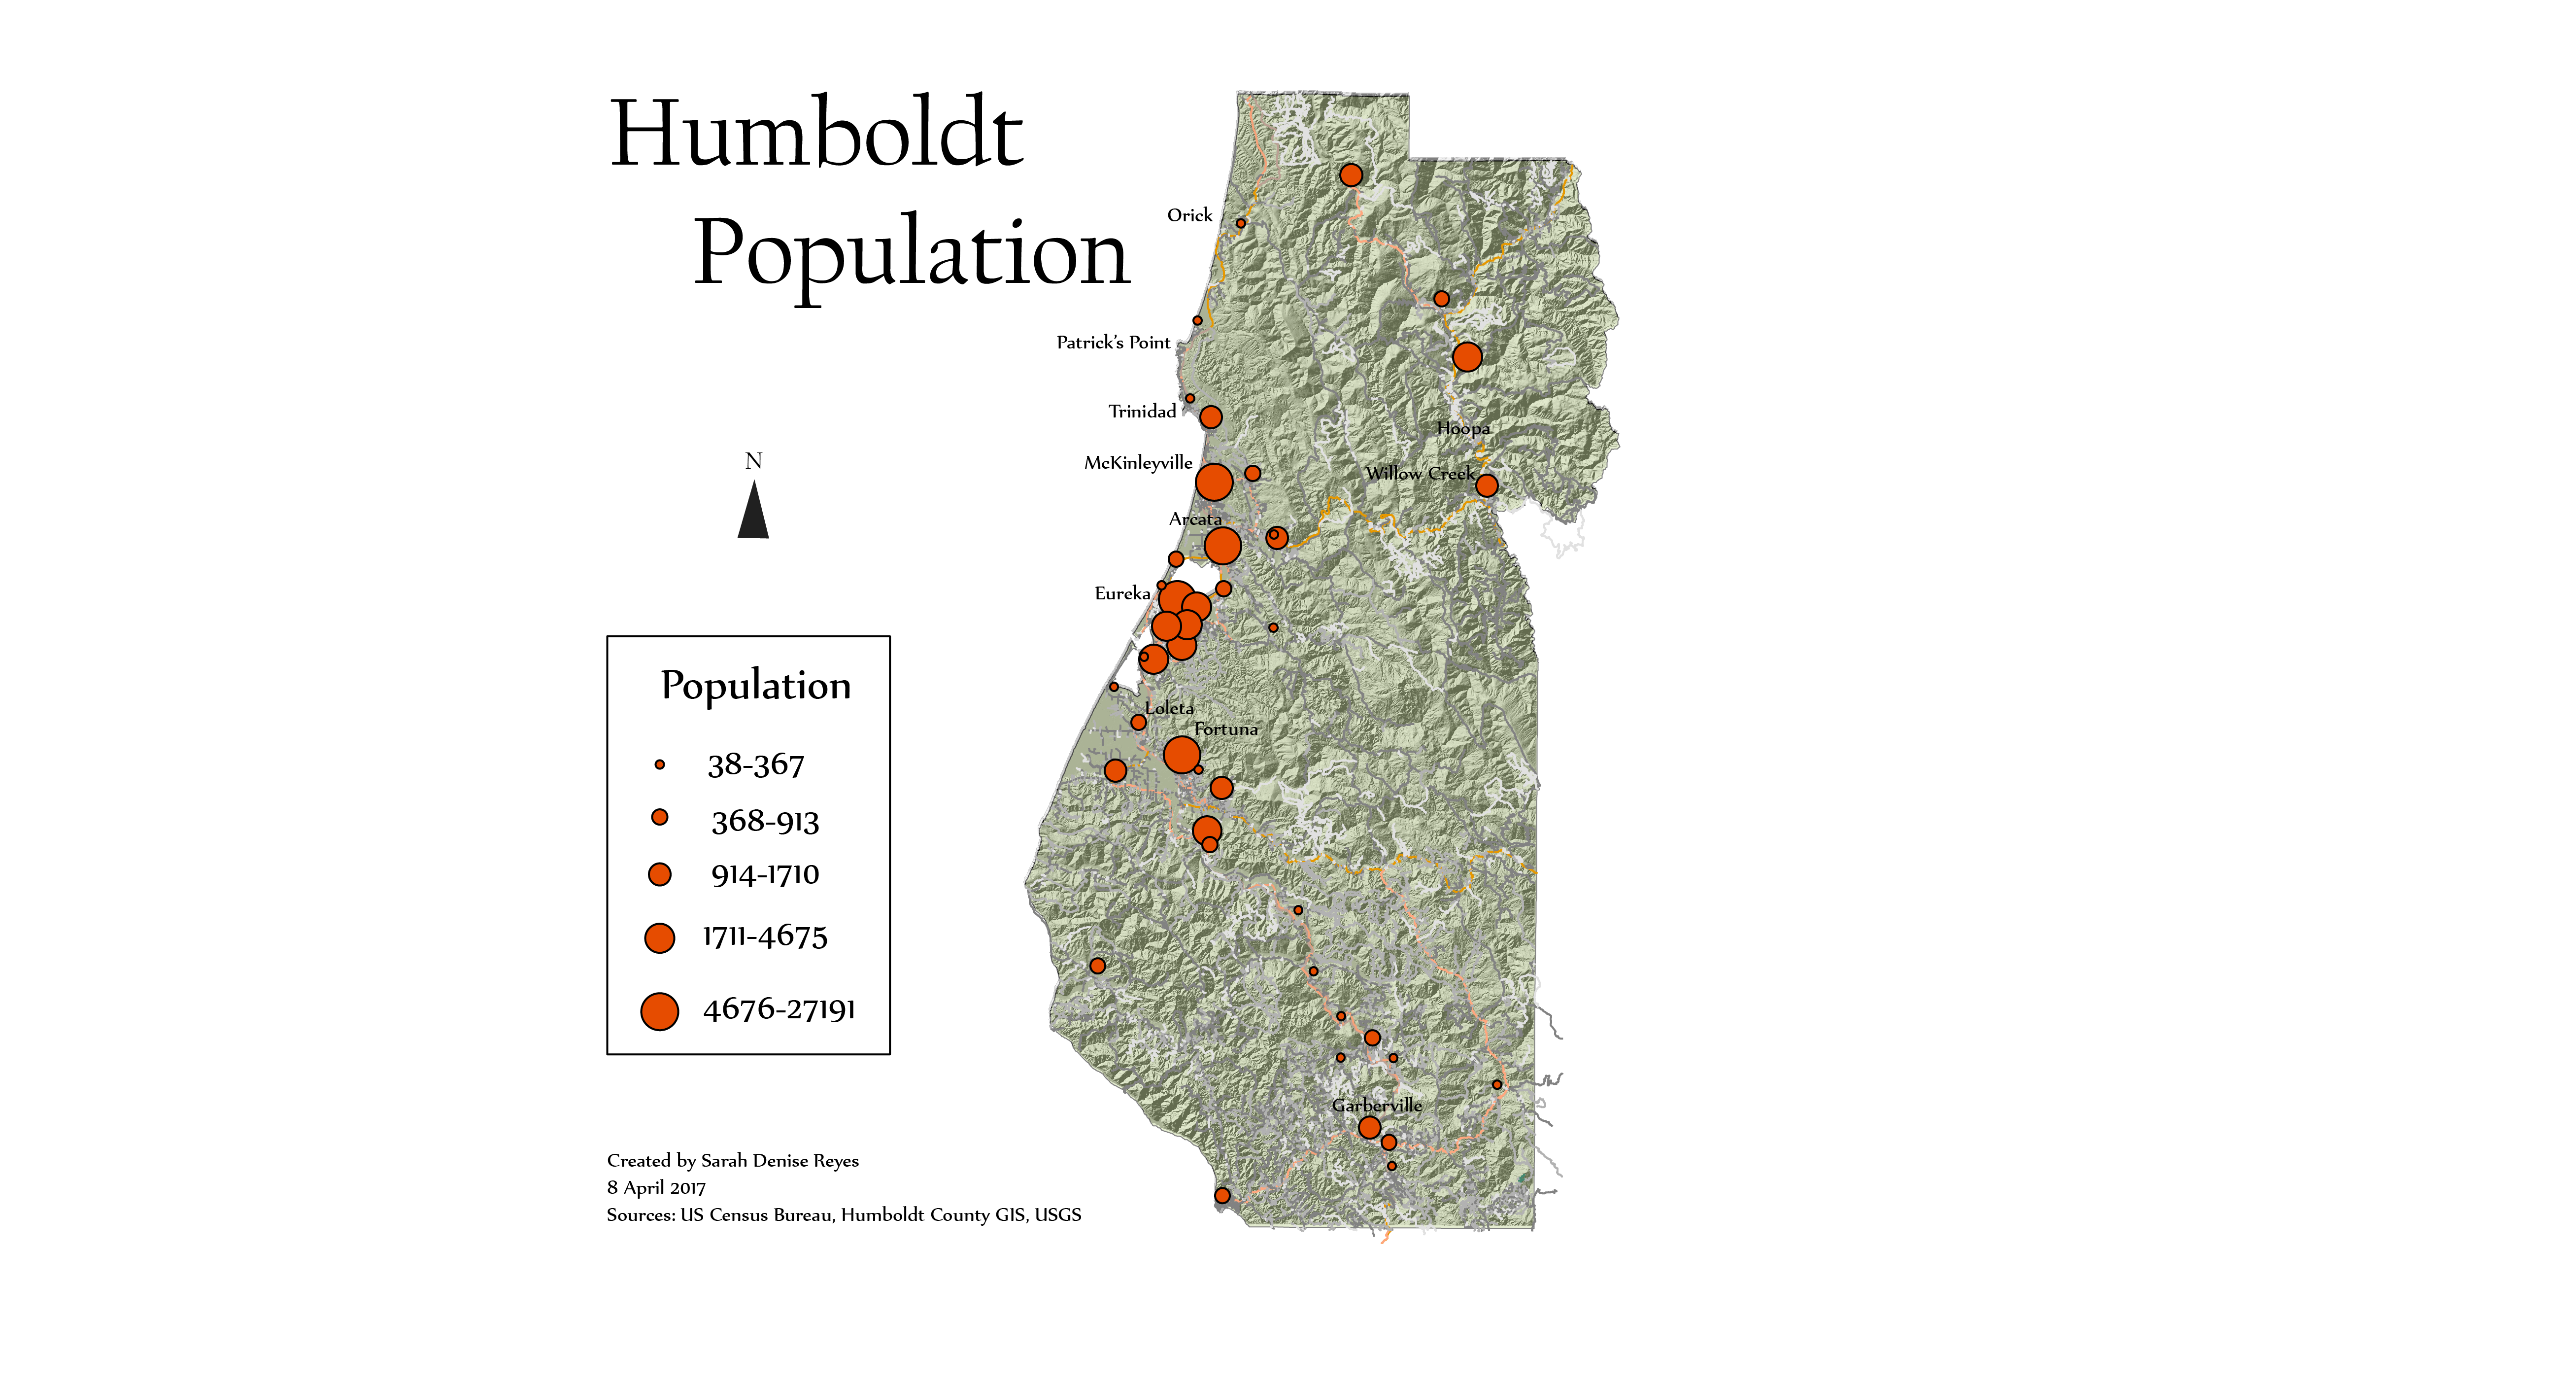 Humboldt
Population
Orick
Patrick's Point
Trinidad
Hoopa
McKinleyville
Willow Creek
N
Arcata
Eureka
Loleta
Fortuna
Garberville
Population
38-367
368-913
914-1710
1711-4675
4676-27191
Created by Sarah Denise Reyes
8 April 2017
Sources: US Census Bureau, Humboldt County GIS, USGS